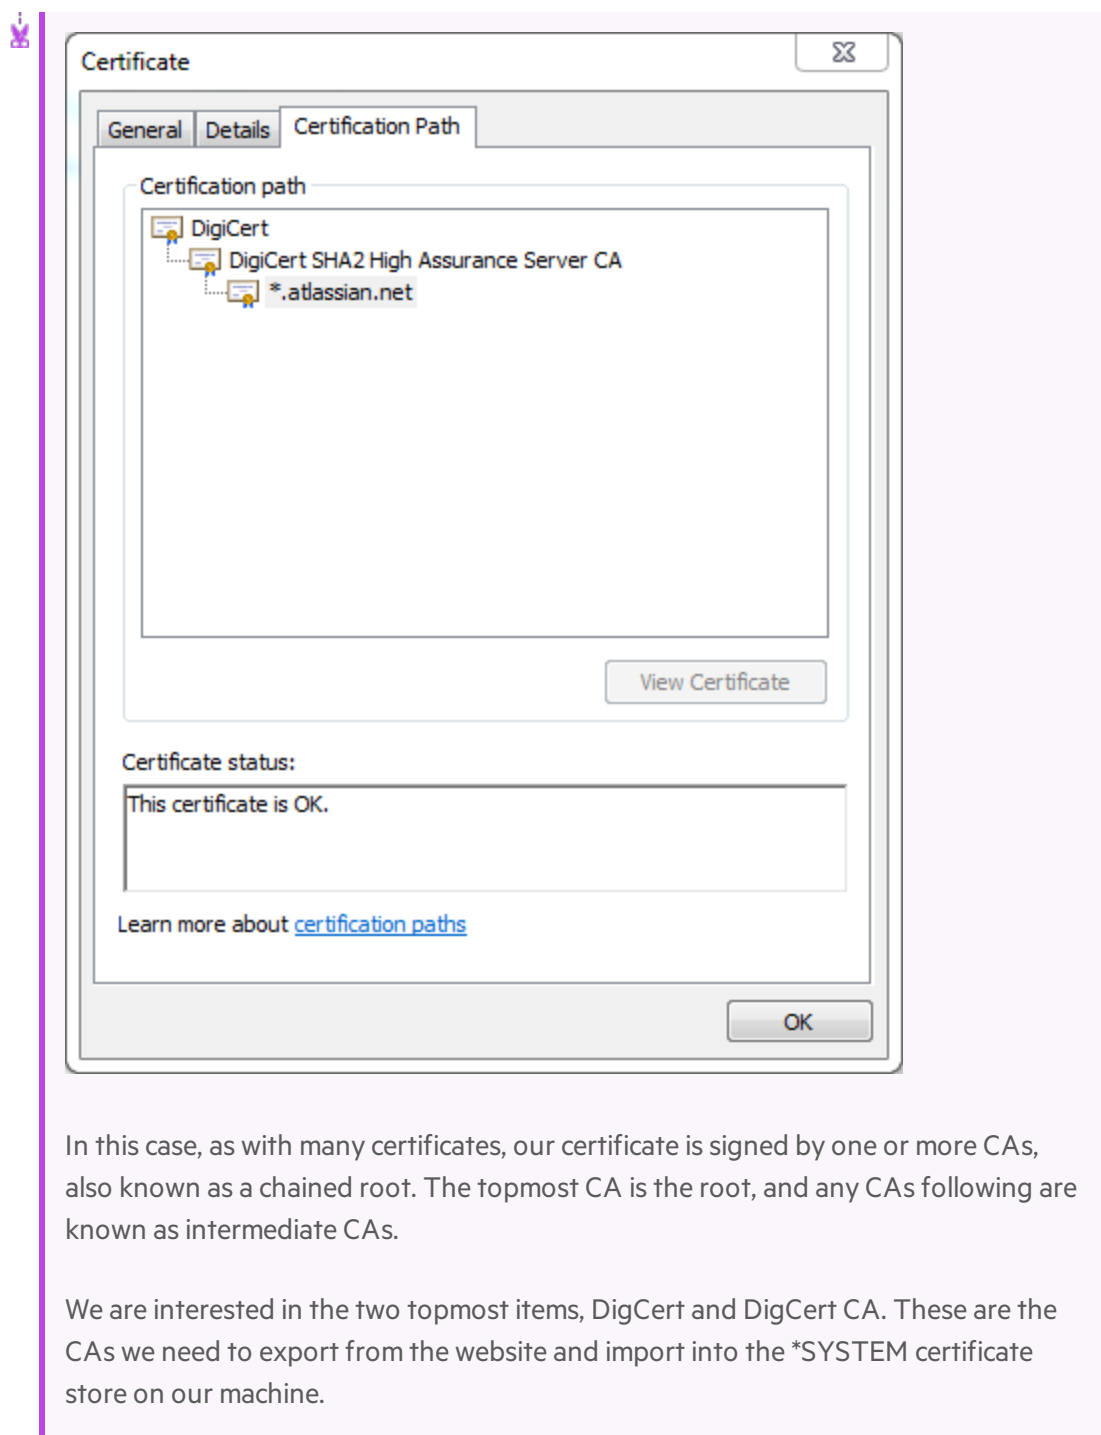 Certificate
General Details Certification Path
Certification path
DigiCert
DigiCert SHA2 High Assurance Server CA
*.atlassian.net
View Certificate
Certificate status:
This certificate is OK.
Learn more about certification paths
OK
In this case, as with many certificates, our certificate is signed by one or more CAs,
also known as a chained root. The topmost CA is the root, and any CAs following are
known as intermediate CAs.
We are interested in the two topmost items, DigCert and DigCert CA. These are the
CAs we need to export from the website and import into the *SYSTEM certificate
store on our machine.